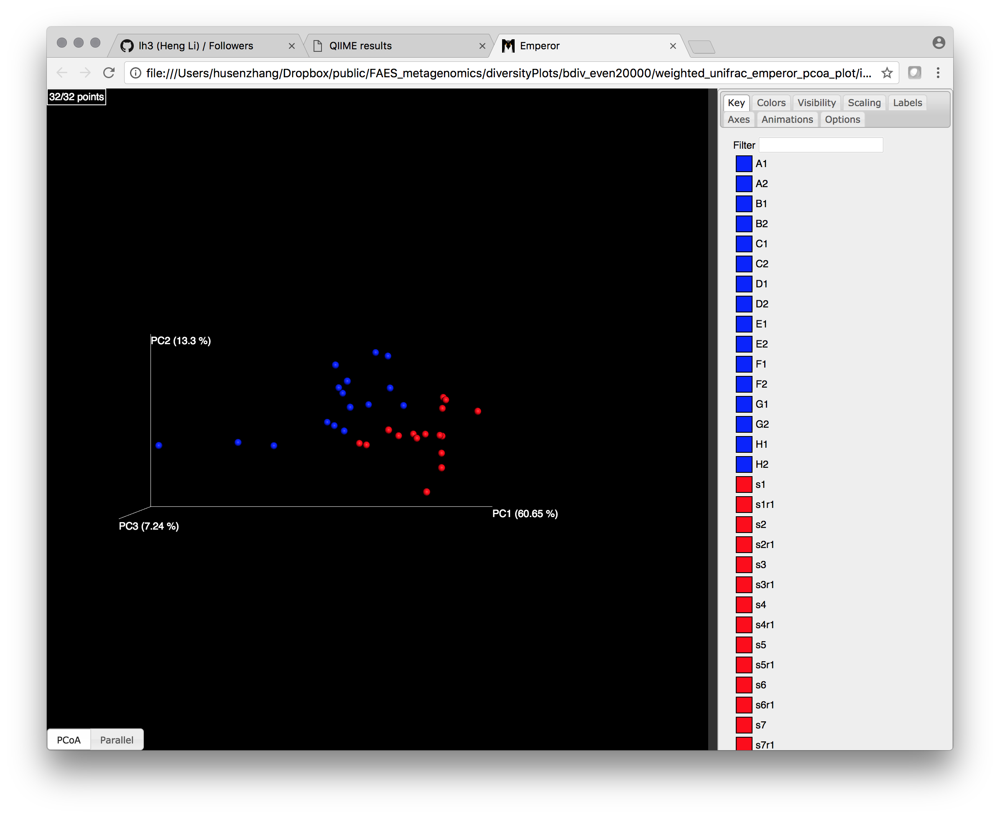 lh3 (Heng Li) / Followers
QIIME results
Emperor
file:///Users/husenzhang/Dropbox/public/FAES_metagenomics/diversityPlots/bdiv_even20000/weighted_unifrac_emperor_pcoa_plot/i...
32/32 points
Key Colors Visibility Scaling Labels
Axes Animations Options
Filter
A1
A2
B1
B2
C1
C2
D1
D2
E1
E2
F1
F2
G1
G2
H1
H2
s1
s1r1
s2
s2r1
s3
s3r1
s4
s4r1
s5
s5r1
s6
s6r1
s7
s7r1
PC2 (13.3 %)
PC1 (60.65 %)
PC3 (7.24 %)
PCoA Parallel